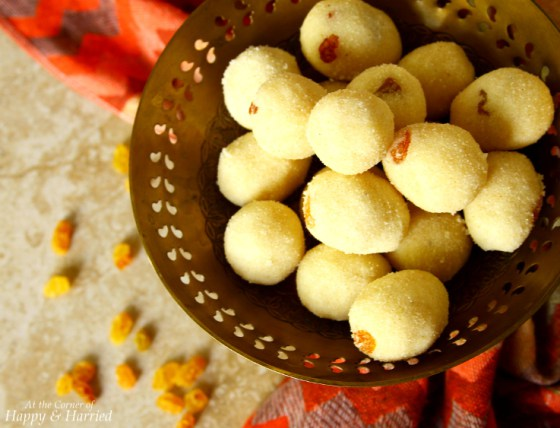 At the Corner of
Happy & Harried